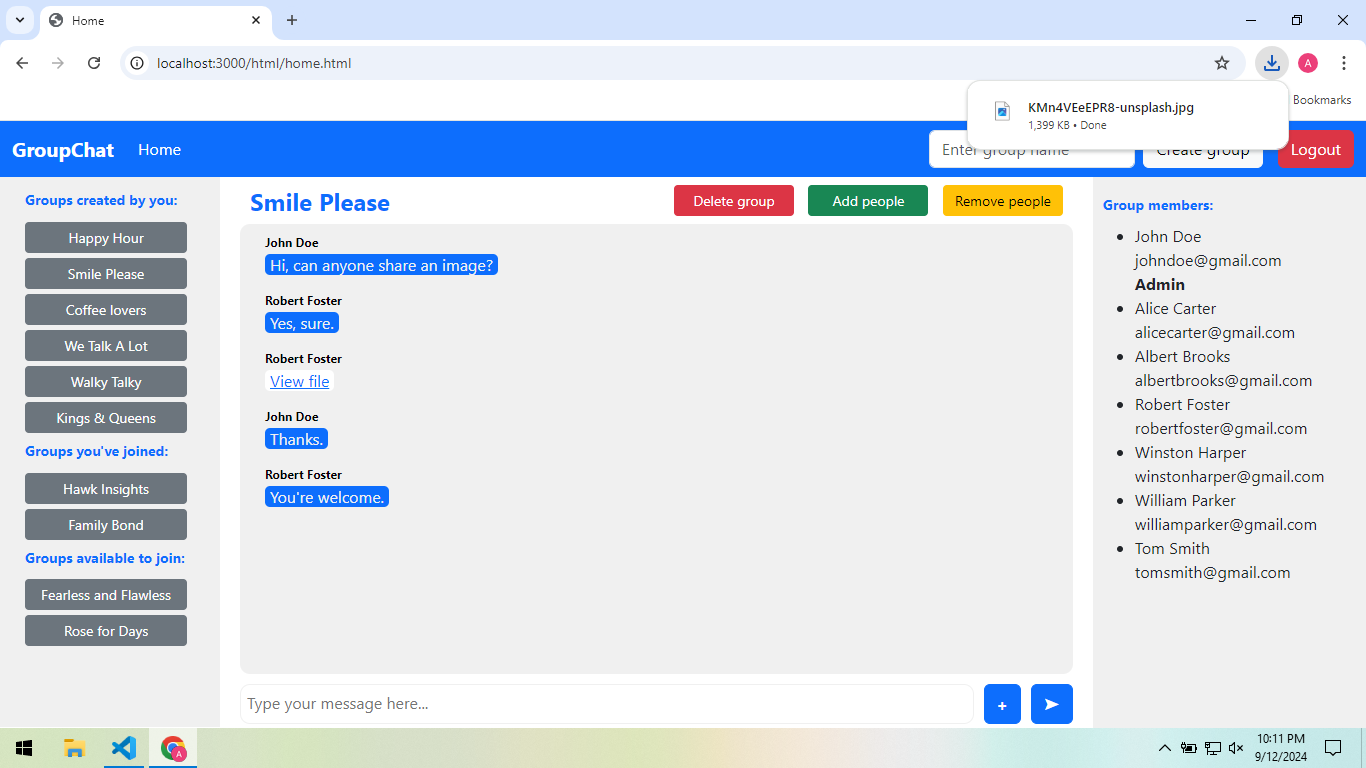 Home
localhost:3000/html/home.html
KMn4VEeEPR8-unsplash.jpg
1,399 KB • Done
Bookmarks
GroupChat
Home
Enter group name
Create group
Logout
Groups created by you:
Happy Hour
Smile Please
Coffee lovers
We Talk A Lot
Walky Talky
Kings & Queens
Groups you've joined:
Hawk Insights
Family Bond
Groups available to join:
Fearless and Flawless
Rose for Days
Smile Please
Delete group
Add people
Remove people
John Doe
Hi, can anyone share an image?
Robert Foster
Yes, sure.
Robert Foster
View file
John Doe
Thanks.
Robert Foster
You're welcome.
Type your message here...
+
Group members:
John Doe
johndoe@gmail.com
Admin
Alice Carter
alicecarter@gmail.com
Albert Brooks
albertbrooks@gmail.com
Robert Foster
robertfoster@gmail.com
Winston Harper
winstonharper@gmail.com
William Parker
williamparker@gmail.com
Tom Smith
tomsmith@gmail.com
A
A
10:11 PM
9/12/2024